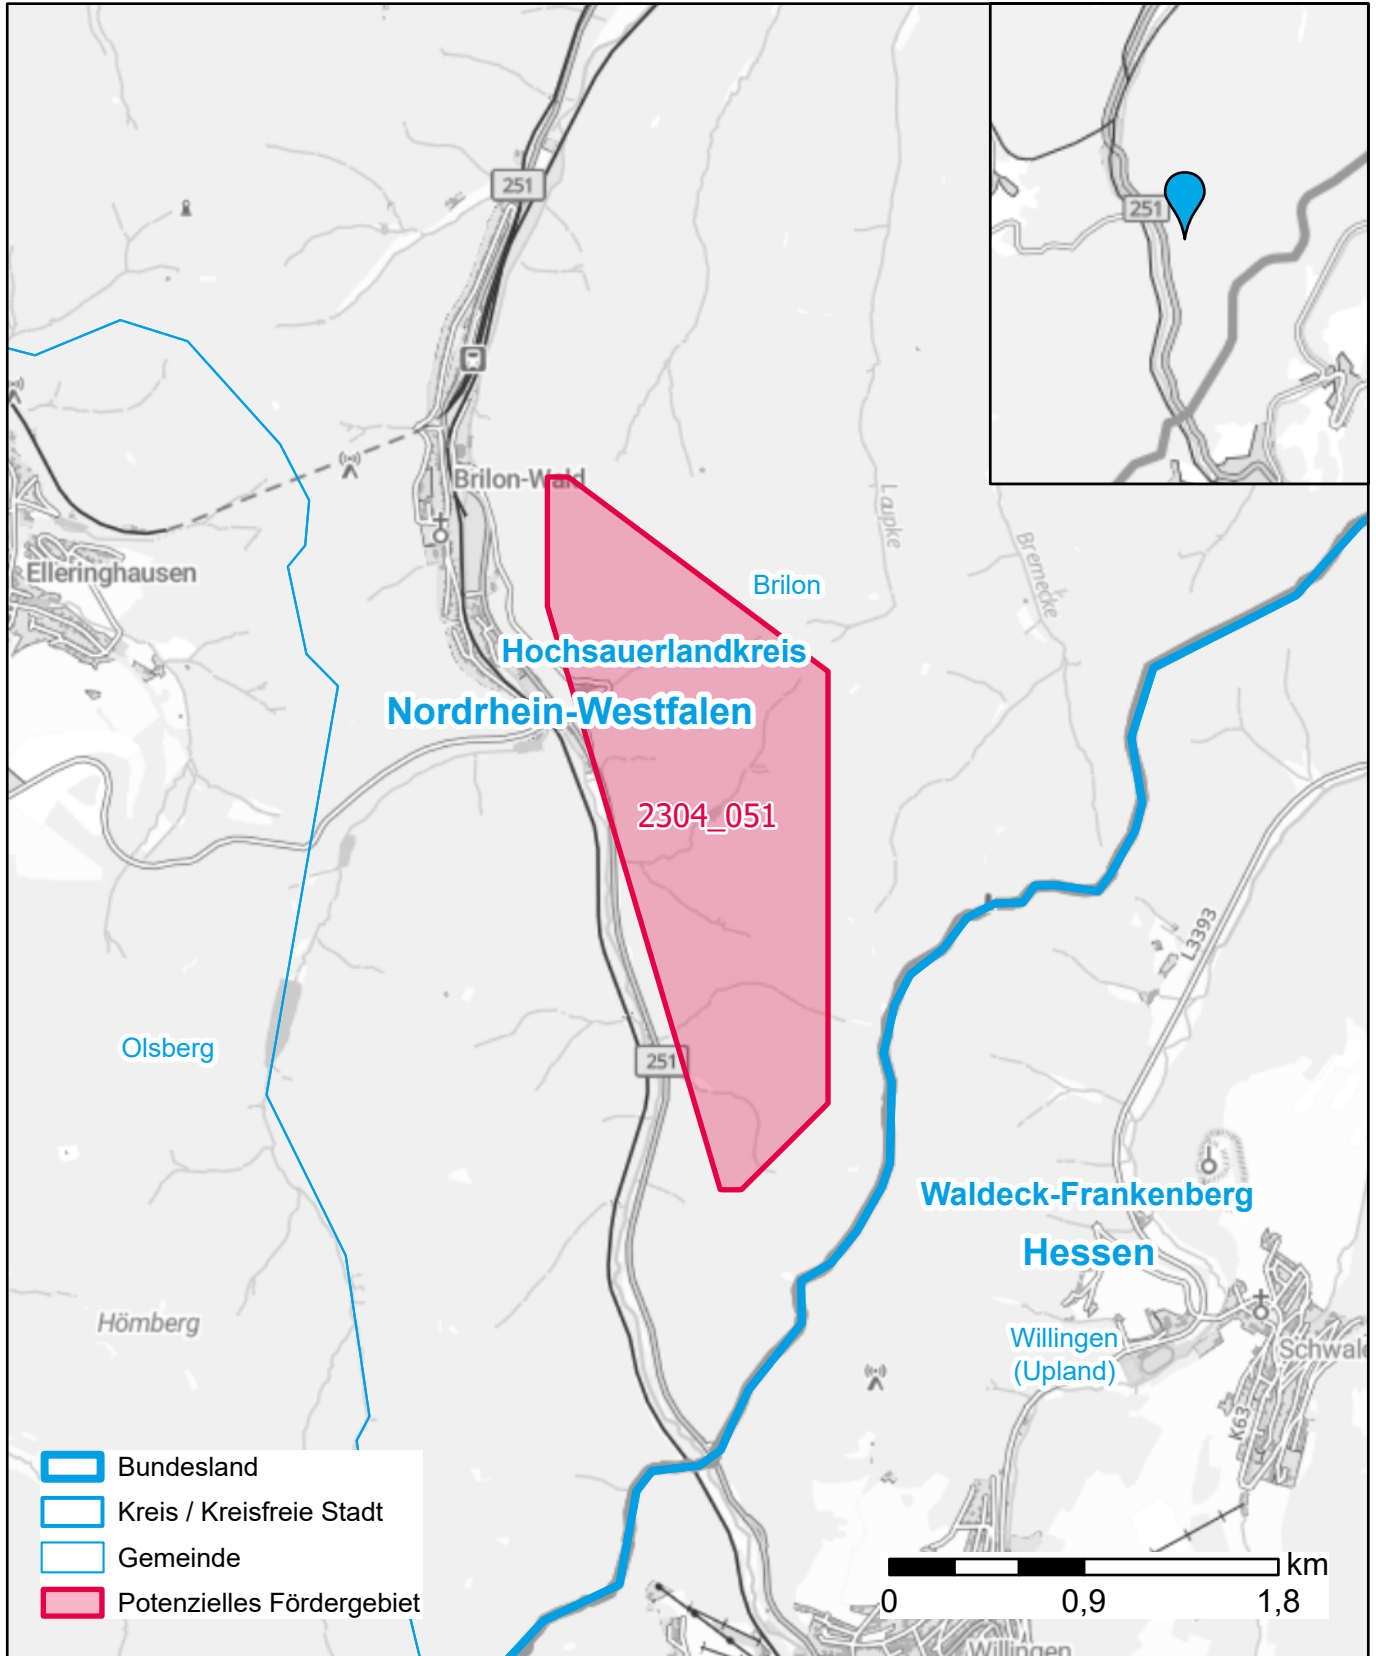 251
251
Brilon-Wald
Laupke
Bremecke
Elleringhausen
Brilon
Hochsauerlandkreis
Nordrhein-Westfalen
2304_051
L3393
Olsberg
251
Waldeck-Frankenberg
Hessen
Hömberg
Willingen
(Upland)
Schwale
K63
Bundesland
Kreis / Kreisfreie Stadt
Gemeinde
Potenzielles Fördergebiet
km
0 0,9 1,8
Willingen